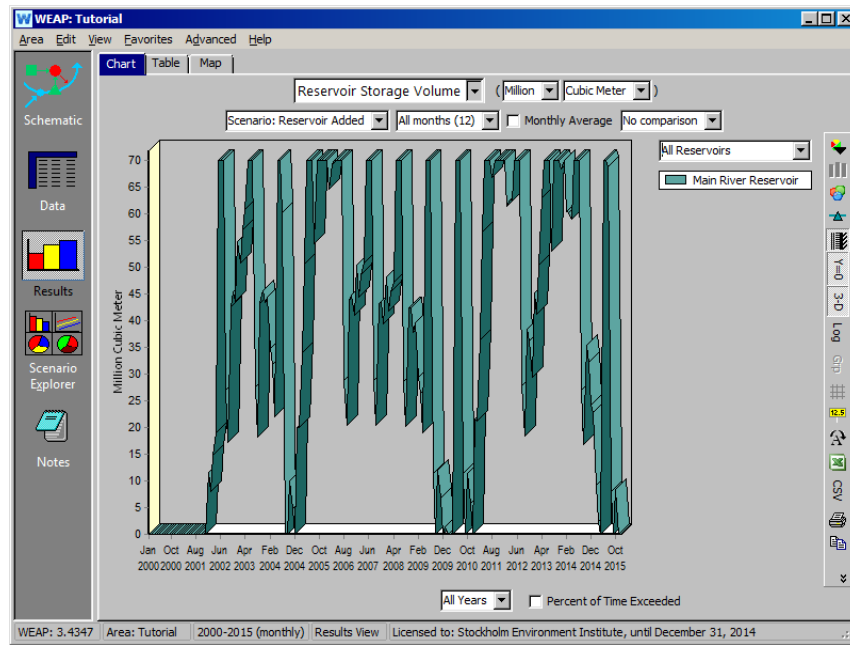 WEAP: Tutorial
Area Edit View Favorites Advanced Help
Chart Table Map
Reservoir Storage Volume ( Million Cubic Meter )
Scenario: Reservoir Added All months (12) Monthly Average No comparison
All Reservoirs
Main River Reservoir
Schematic
Data
Results
Scenario
Explorer
Notes
Million Cubic Meter
70
65
60
55
50
45
40
35
30
25
20
15
10
5
0
Jan Oct Aug Jun Apr Feb Dec Oct Aug Jun Apr Feb Dec Oct Aug Jun Apr Feb Dec Oct
2000 2000 2001 2002 2003 2004 2004 2005 2006 2007 2008 2009 2009 2010 2011 2012 2013 2014 2014 2015
Y=0
3-D
Log
Grp
12.5
CSV
All Years Percent of Time Exceeded
WEAP: 3.4347 Area: Tutorial 2000-2015 (monthly) Results View Licensed to: Stockholm Environment Institute, until December 31, 2014